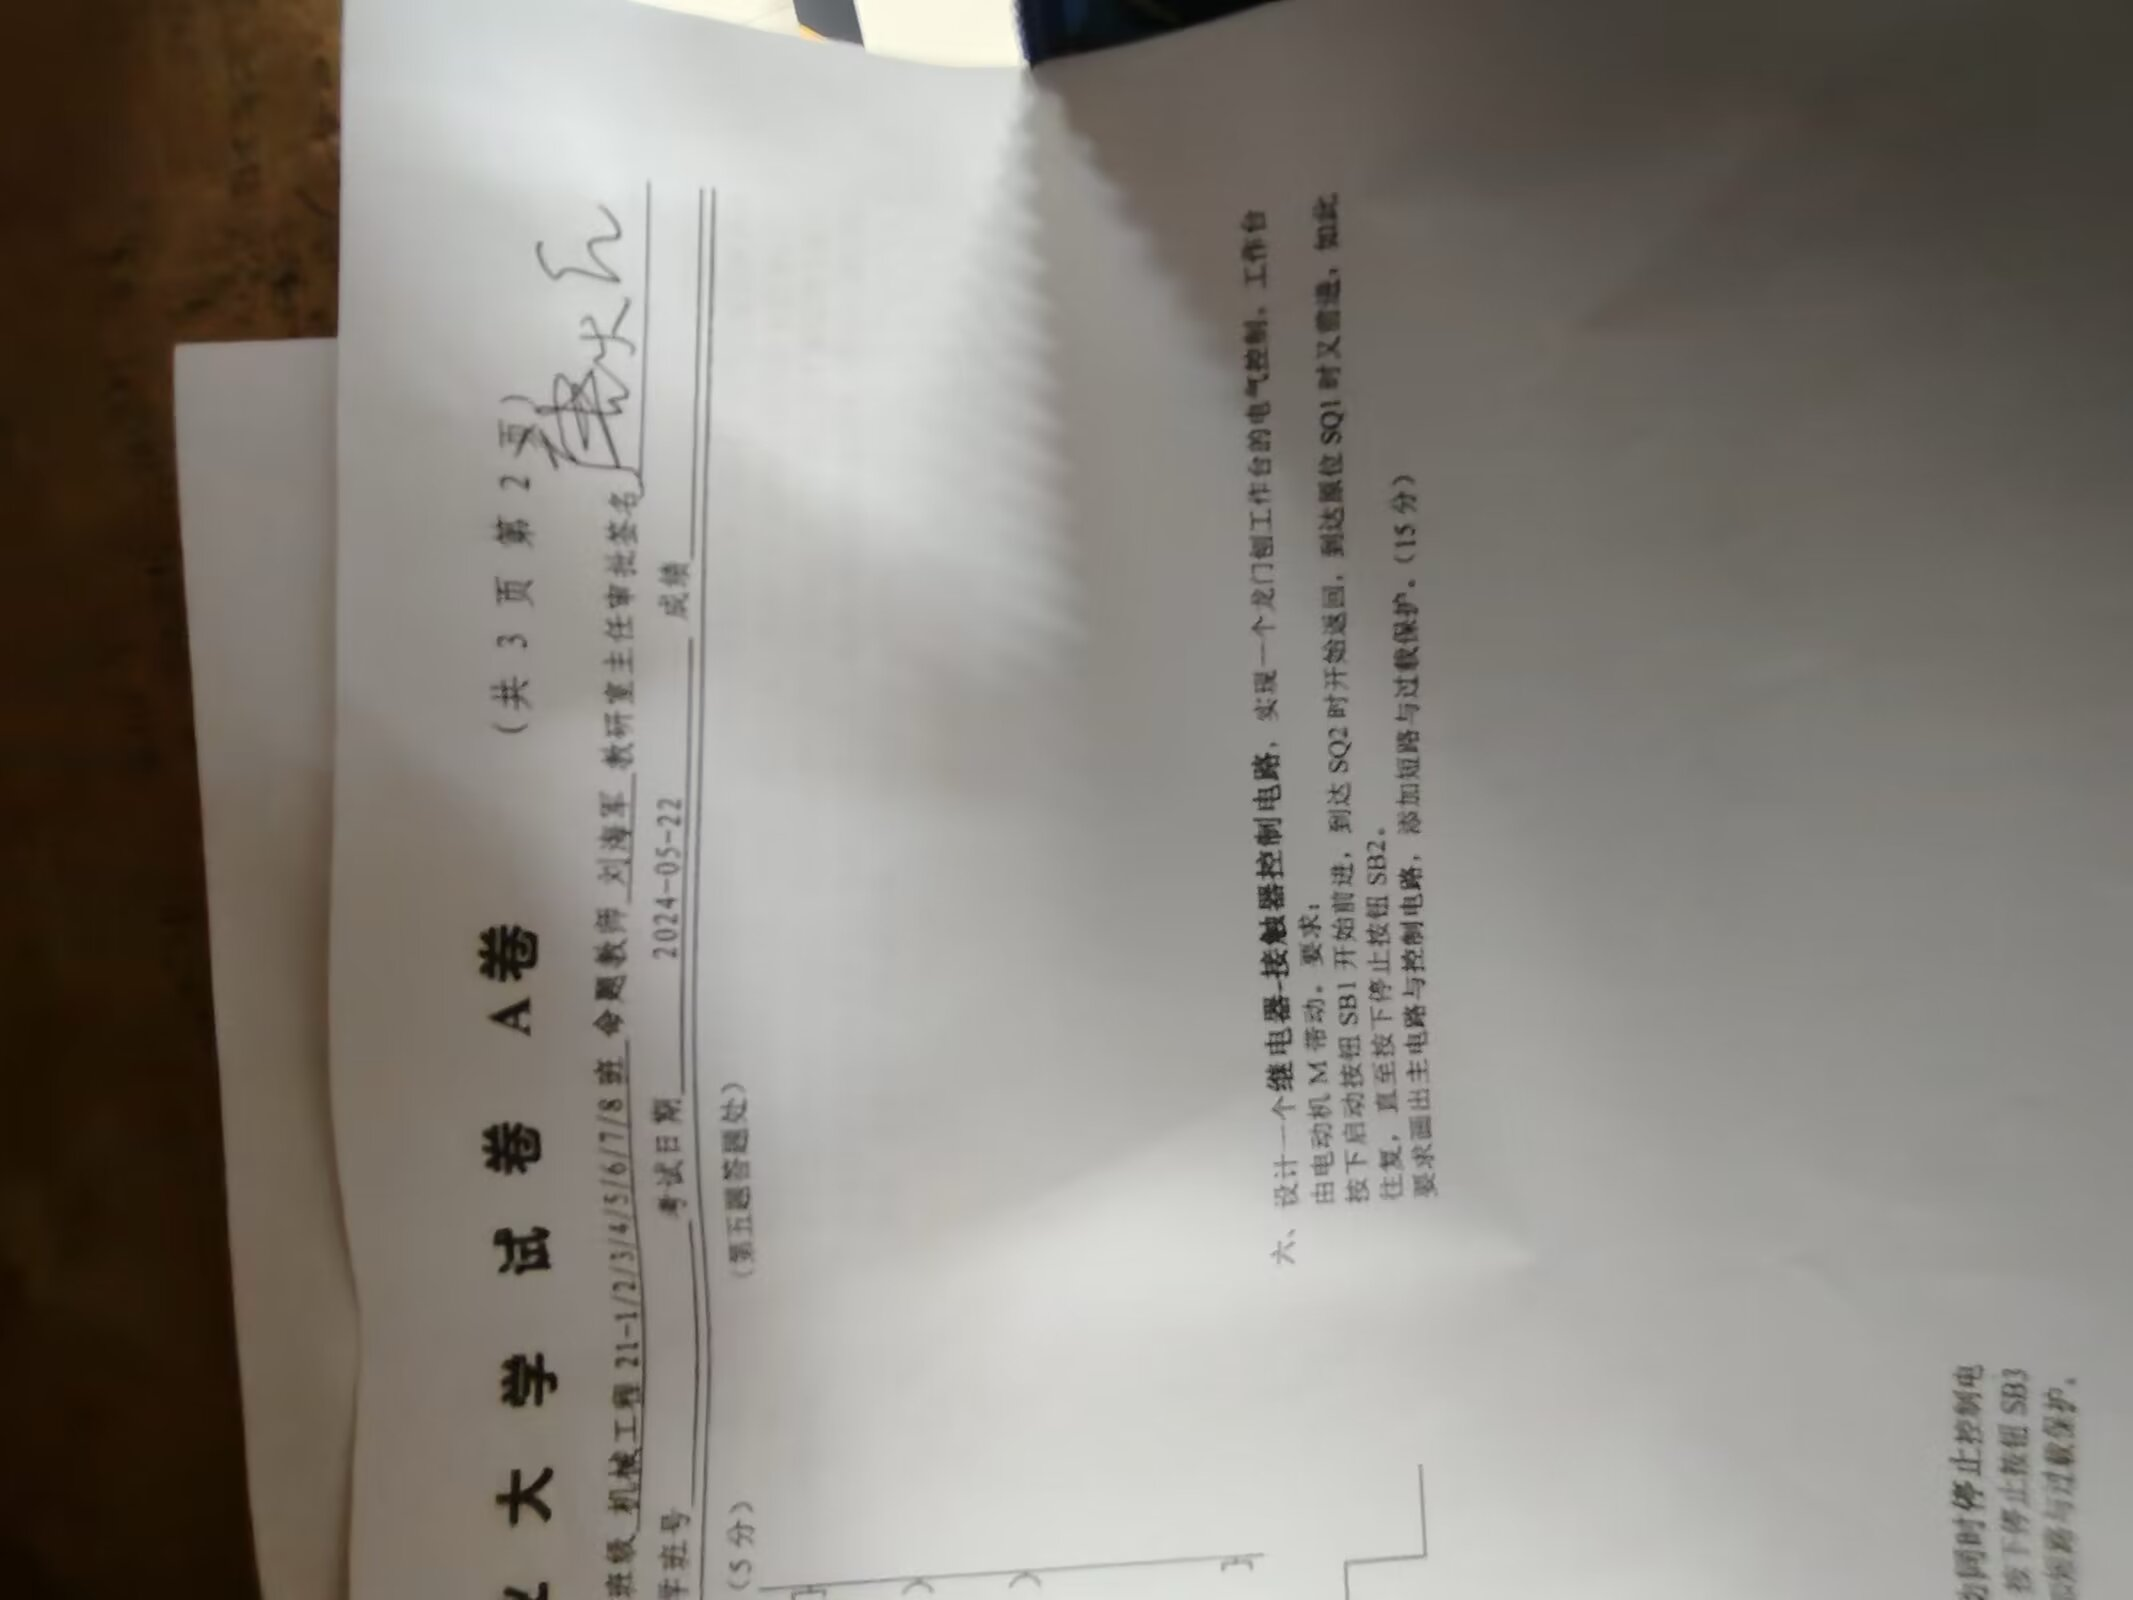 大 学 试 卷 A卷 (共 3 页 第 2 页)
班级 机械工程 21-1/2/3/4/5/6/7/8 班 命题教师 刘海军 教研室主任审批签名
学班号 考试日期 2024-05-22 成绩
(5 分) (第五题答题处)
六、设计一个继电器-接触器控制电路，实现一个龙门刨工作台的电气控制，工作台
由电动机 M 带动。要求：
按下启动按钮 SB1 开始前进，到达 SQ2 时开始返回，到达原位 SQ1 时又前进，如此
往复，直至按下停止按钮 SB2。
要求画出主电路与控制电路，添加短路与过载保护。(15 分)
动同时停止控制电
按下停止按钮 SB3
短路与过载保护。